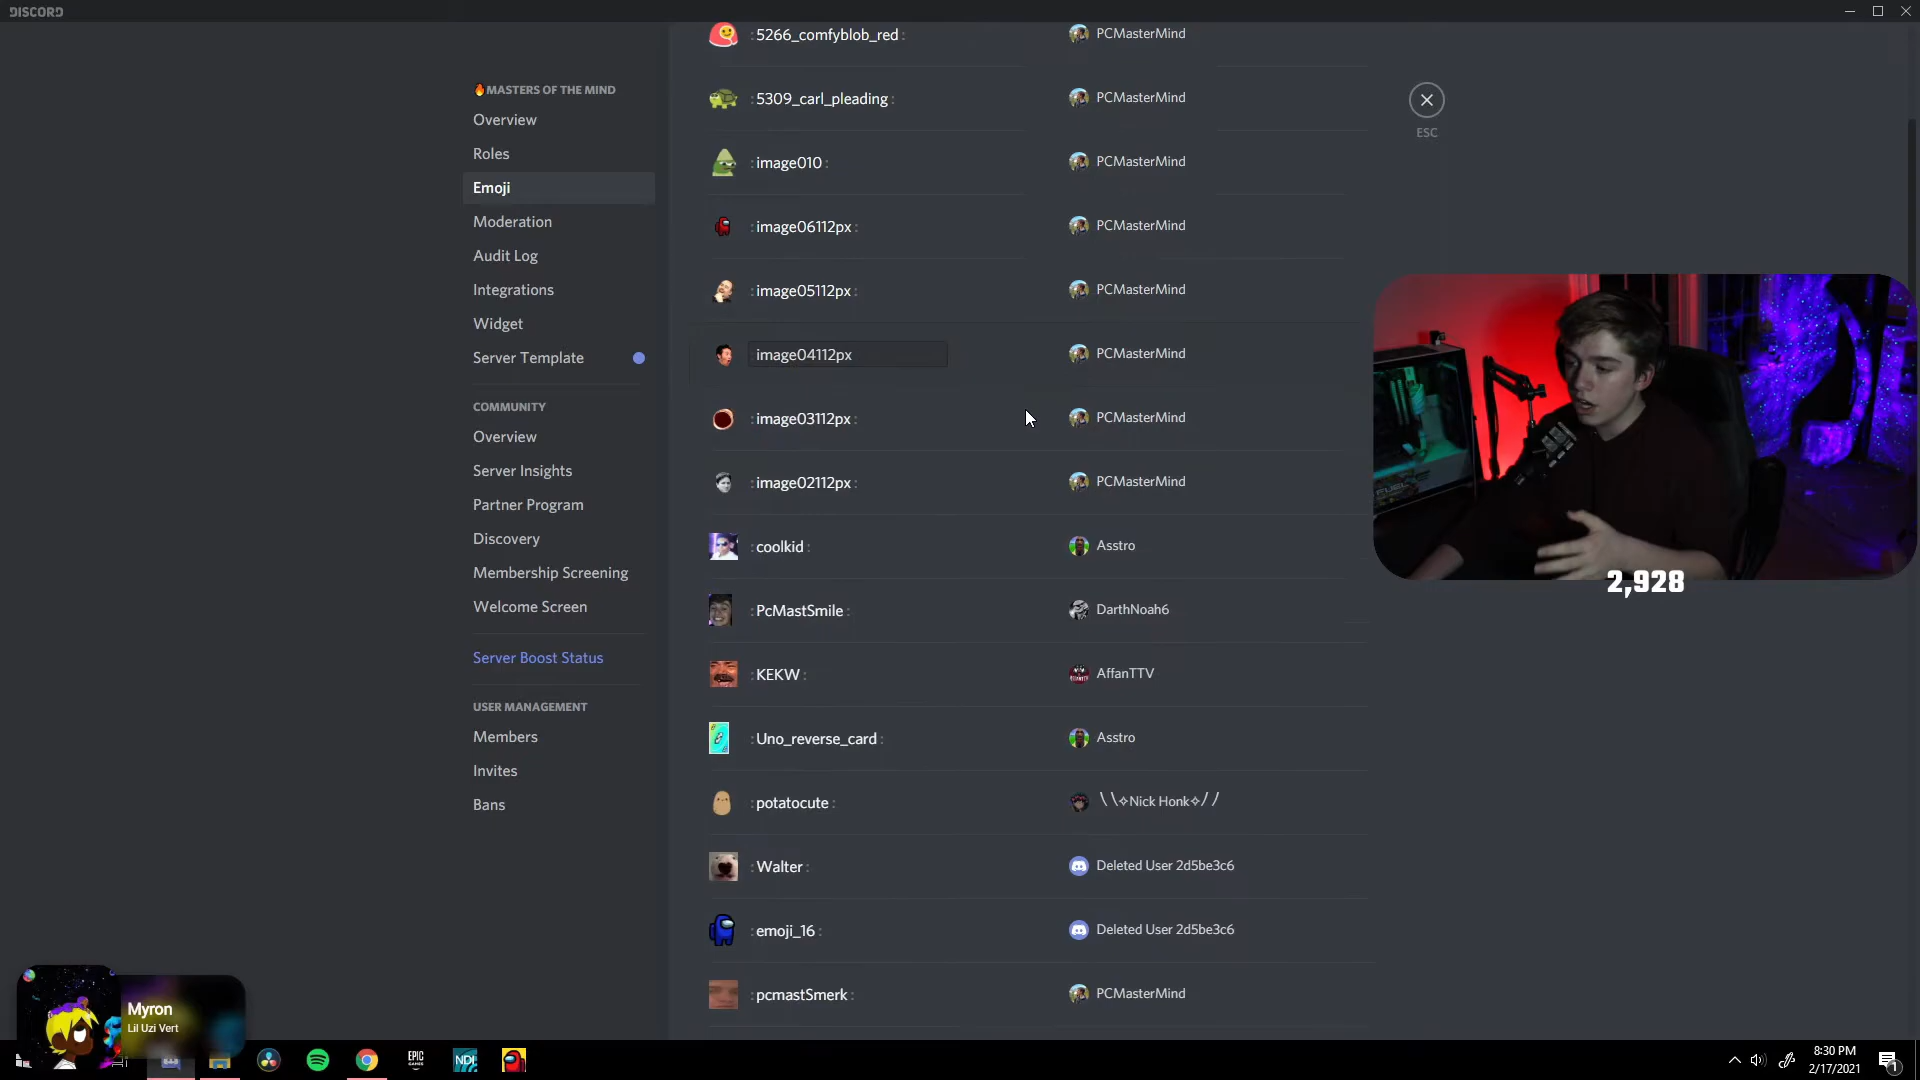 DISCORD
🔥MASTERS OF THE MIND
Overview
Roles
Emoji
Moderation
Audit Log
Integrations
Widget
Server Template
COMMUNITY
Overview
Server Insights
Partner Program
Discovery
Membership Screening
Welcome Screen
Server Boost Status
USER MANAGEMENT
Members
Invites
Bans
:5266_comfyblob_red: PCMasterMind
:5309_carl_pleading: PCMasterMind
:image010: PCMasterMind
:image06112px: PCMasterMind
:image05112px: PCMasterMind
image04112px PCMasterMind
:image03112px: PCMasterMind
:image02112px: PCMasterMind
:coolkid: Asstro
:PcMastSmile: DarthNoah6
:KEKW: AffanTTV
:Uno_reverse_card: Asstro
:potatocute: \\✧Nick Honk✧//
:Walter: Deleted User 2d5be3c6
:emoji_16: Deleted User 2d5be3c6
:pcmastSmerk: PCMasterMind
ESC
2,928
Myron
Lil Uzi Vert
EPIC
GAMES
NDI
8:30 PM
2/17/2021
1